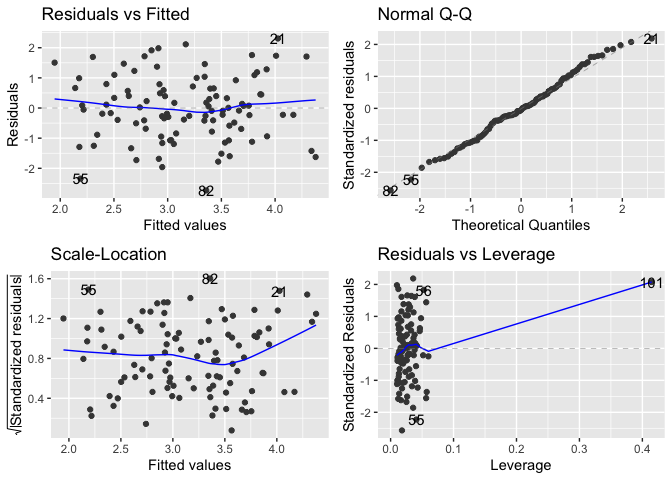 Residuals vs Fitted
Residuals
2
1
0
-1
-2
21
55
82
2.0 2.5 3.0 3.5 4.0
Fitted values
Normal Q-Q
Standardized residuals
2
1
0
-1
-2
21
55
82
-2 -1 0 1 2
Theoretical Quantiles
Scale-Location
√|Standardized residuals|
1.6
1.2
0.8
0.4
55
82
21
2.0 2.5 3.0 3.5 4.0
Fitted values
Residuals vs Leverage
Standardized Residuals
2
1
0
-1
-2
56
101
55
0.0 0.1 0.2 0.3 0.4
Leverage